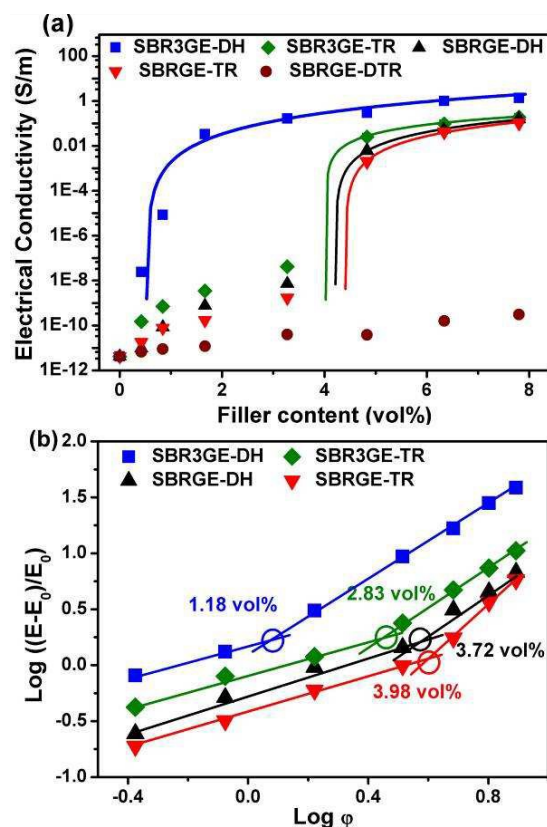 (a)
SBR3GE-DH SBR3GE-TR SBRGE-DH
SBRGE-TR SBRGE-DTR
Electrical Conductivity (S/m)
100
1
0.01
1E-4
1E-6
1E-8
1E-10
1E-12
0 2 4 6 8
Filler content (vol%)
(b)
SBR3GE-DH SBR3GE-TR
SBRGE-DH SBRGE-TR
Log ((E-E₀)/E₀)
2.0
1.5
1.0
0.5
0.0
-0.5
-1.0
1.18 vol%
2.83 vol%
3.72 vol%
3.98 vol%
-0.4 0.0 0.4 0.8
Log φ